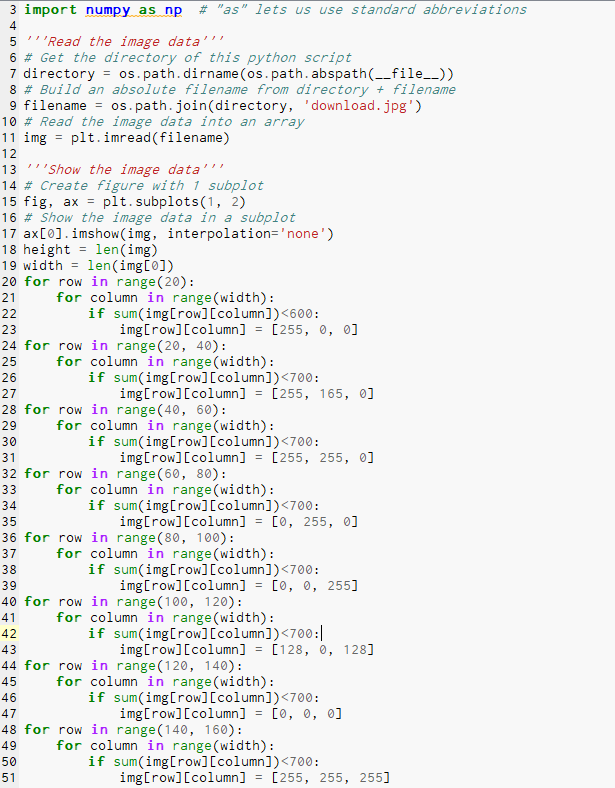 3 import numpy as np  # "as" lets us use standard abbreviations
4
5 '''Read the image data'''
6 # Get the directory of this python script
7 directory = os.path.dirname(os.path.abspath(__file__))
8 # Build an absolute filename from directory + filename
9 filename = os.path.join(directory, 'download.jpg')
10 # Read the image data into an array
11 img = plt.imread(filename)
12
13 '''Show the image data'''
14 # Create figure with 1 subplot
15 fig, ax = plt.subplots(1, 2)
16 # Show the image data in a subplot
17 ax[0].imshow(img, interpolation='none')
18 height = len(img)
19 width = len(img[0])
20 for row in range(20):
21     for column in range(width):
22         if sum(img[row][column])<600:
23             img[row][column] = [255, 0, 0]
24 for row in range(20, 40):
25     for column in range(width):
26         if sum(img[row][column])<700:
27             img[row][column] = [255, 165, 0]
28 for row in range(40, 60):
29     for column in range(width):
30         if sum(img[row][column])<700:
31             img[row][column] = [255, 255, 0]
32 for row in range(60, 80):
33     for column in range(width):
34         if sum(img[row][column])<700:
35             img[row][column] = [0, 255, 0]
36 for row in range(80, 100):
37     for column in range(width):
38         if sum(img[row][column])<700:
39             img[row][column] = [0, 0, 255]
40 for row in range(100, 120):
41     for column in range(width):
42         if sum(img[row][column])<700:
43             img[row][column] = [128, 0, 128]
44 for row in range(120, 140):
45     for column in range(width):
46         if sum(img[row][column])<700:
47             img[row][column] = [0, 0, 0]
48 for row in range(140, 160):
49     for column in range(width):
50         if sum(img[row][column])<700:
51             img[row][column] = [255, 255, 255]